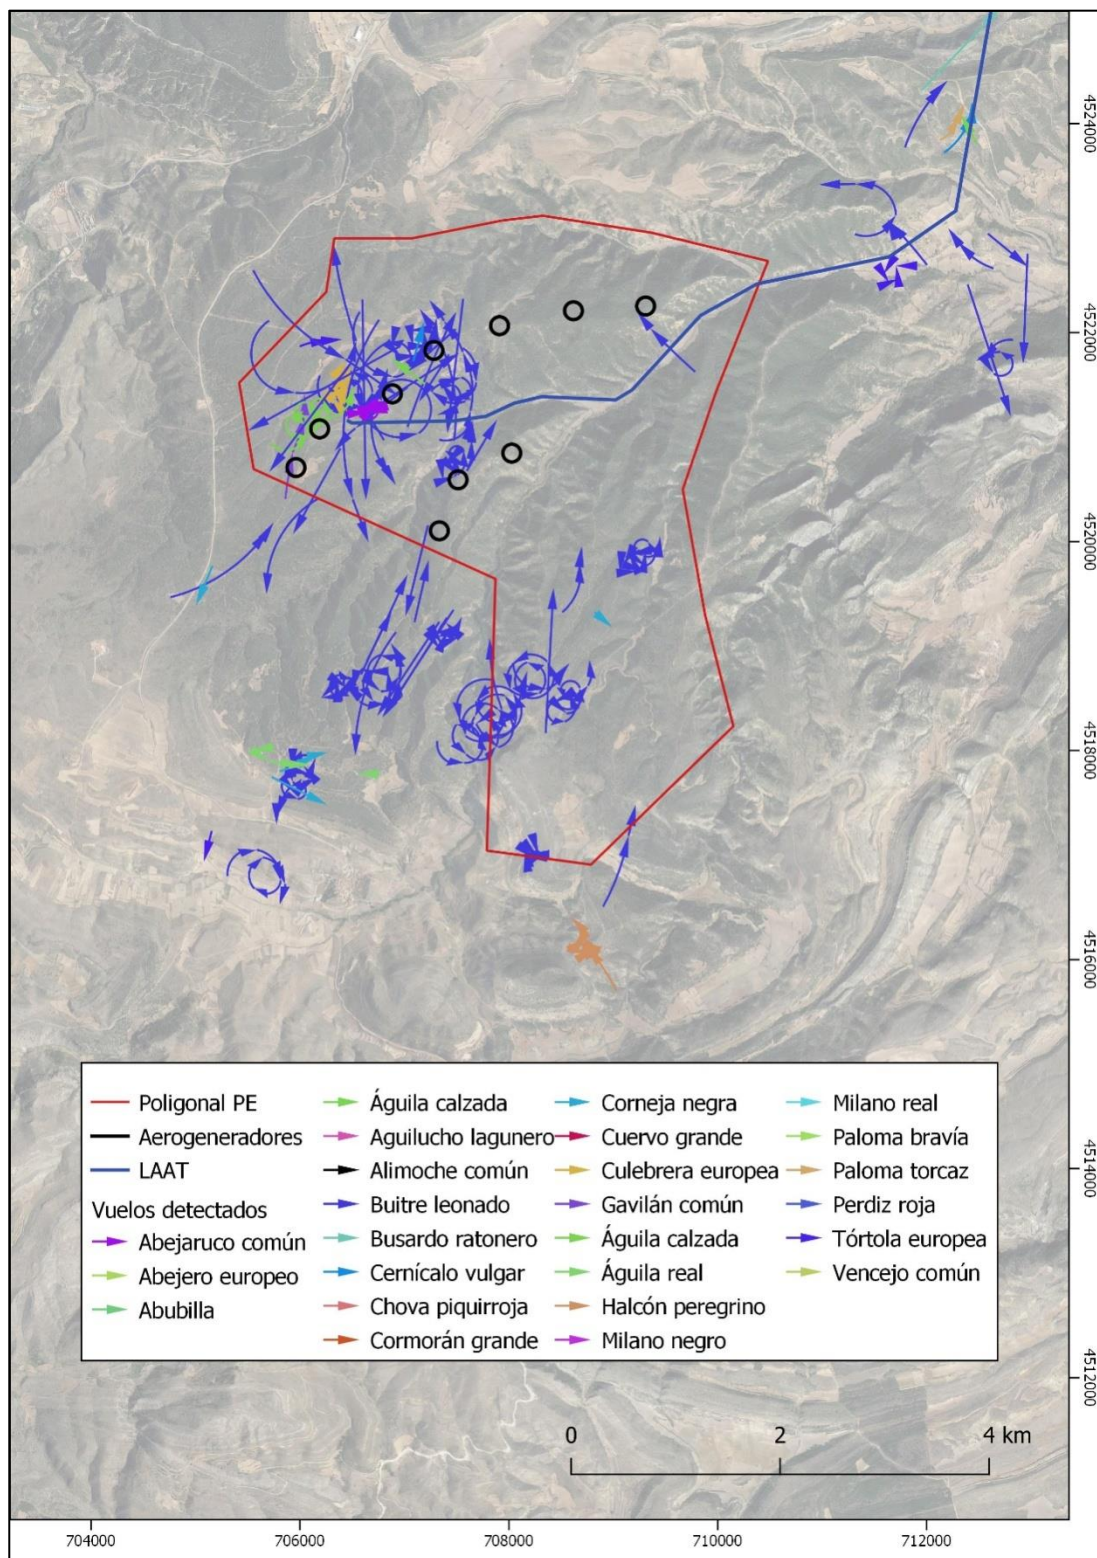 4524000
4522000
4520000
4518000
4516000
4514000
4512000
Poligonal PE
Aerogeneradores
LAAT
Vuelos detectados
Abejaruco común
Abejero europeo
Abubilla
Águila calzada
Aguilucho lagunero
Alimoche común
Buitre leonado
Busardo ratonero
Cernícalo vulgar
Chova piquirroja
Cormorán grande
Corneja negra
Cuervo grande
Culebrera europea
Gavilán común
Águila calzada
Águila real
Halcón peregrino
Milano negro
Milano real
Paloma bravía
Paloma torcaz
Perdiz roja
Tórtola europea
Vencejo común
0 2 4 km
704000 706000 708000 710000 712000